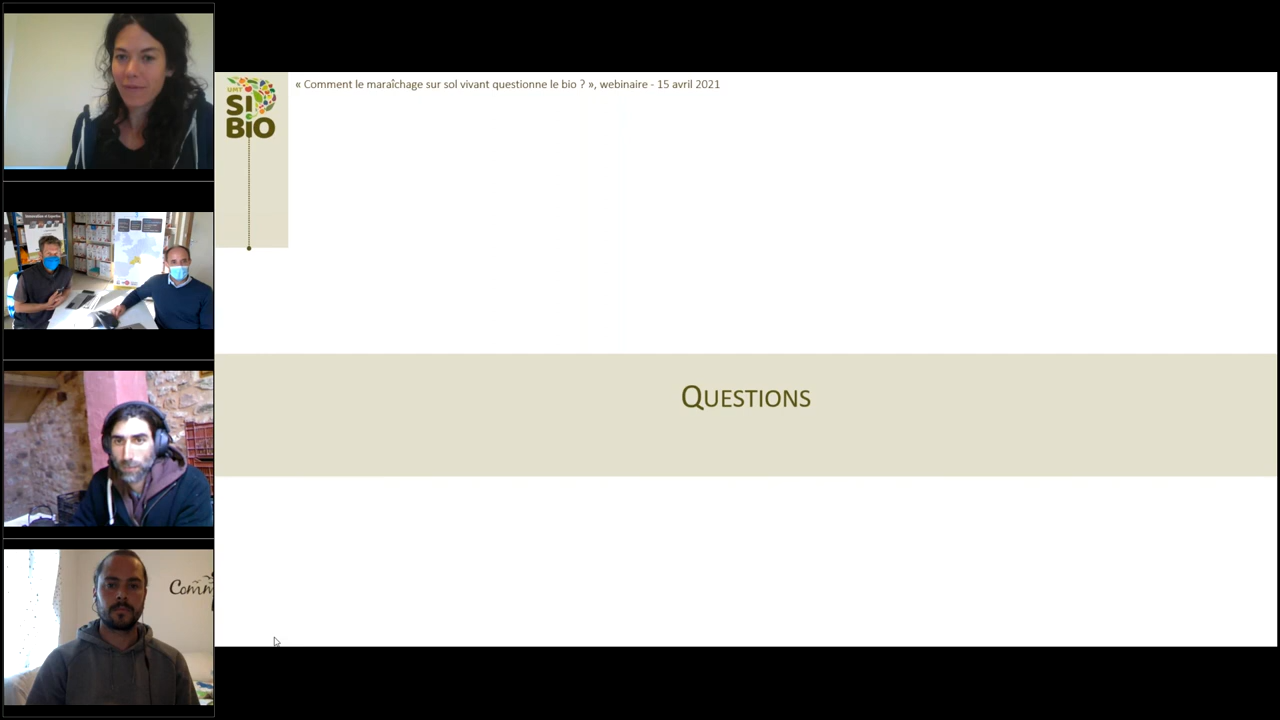 « Comment le maraîchage sur sol vivant questionne le bio ? », webinaire - 15 avril 2021
UMT
SI
BIO
QUESTIONS
Comm